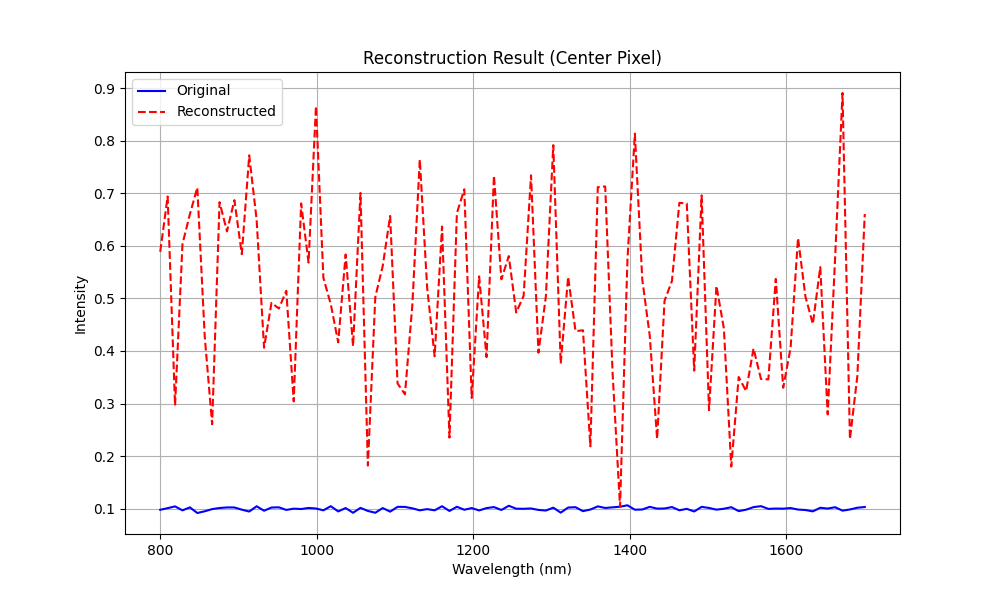 Reconstruction Result (Center Pixel)
Original
Reconstructed
Intensity
0.9
0.8
0.7
0.6
0.5
0.4
0.3
0.2
0.1
800 1000 1200 1400 1600
Wavelength (nm)